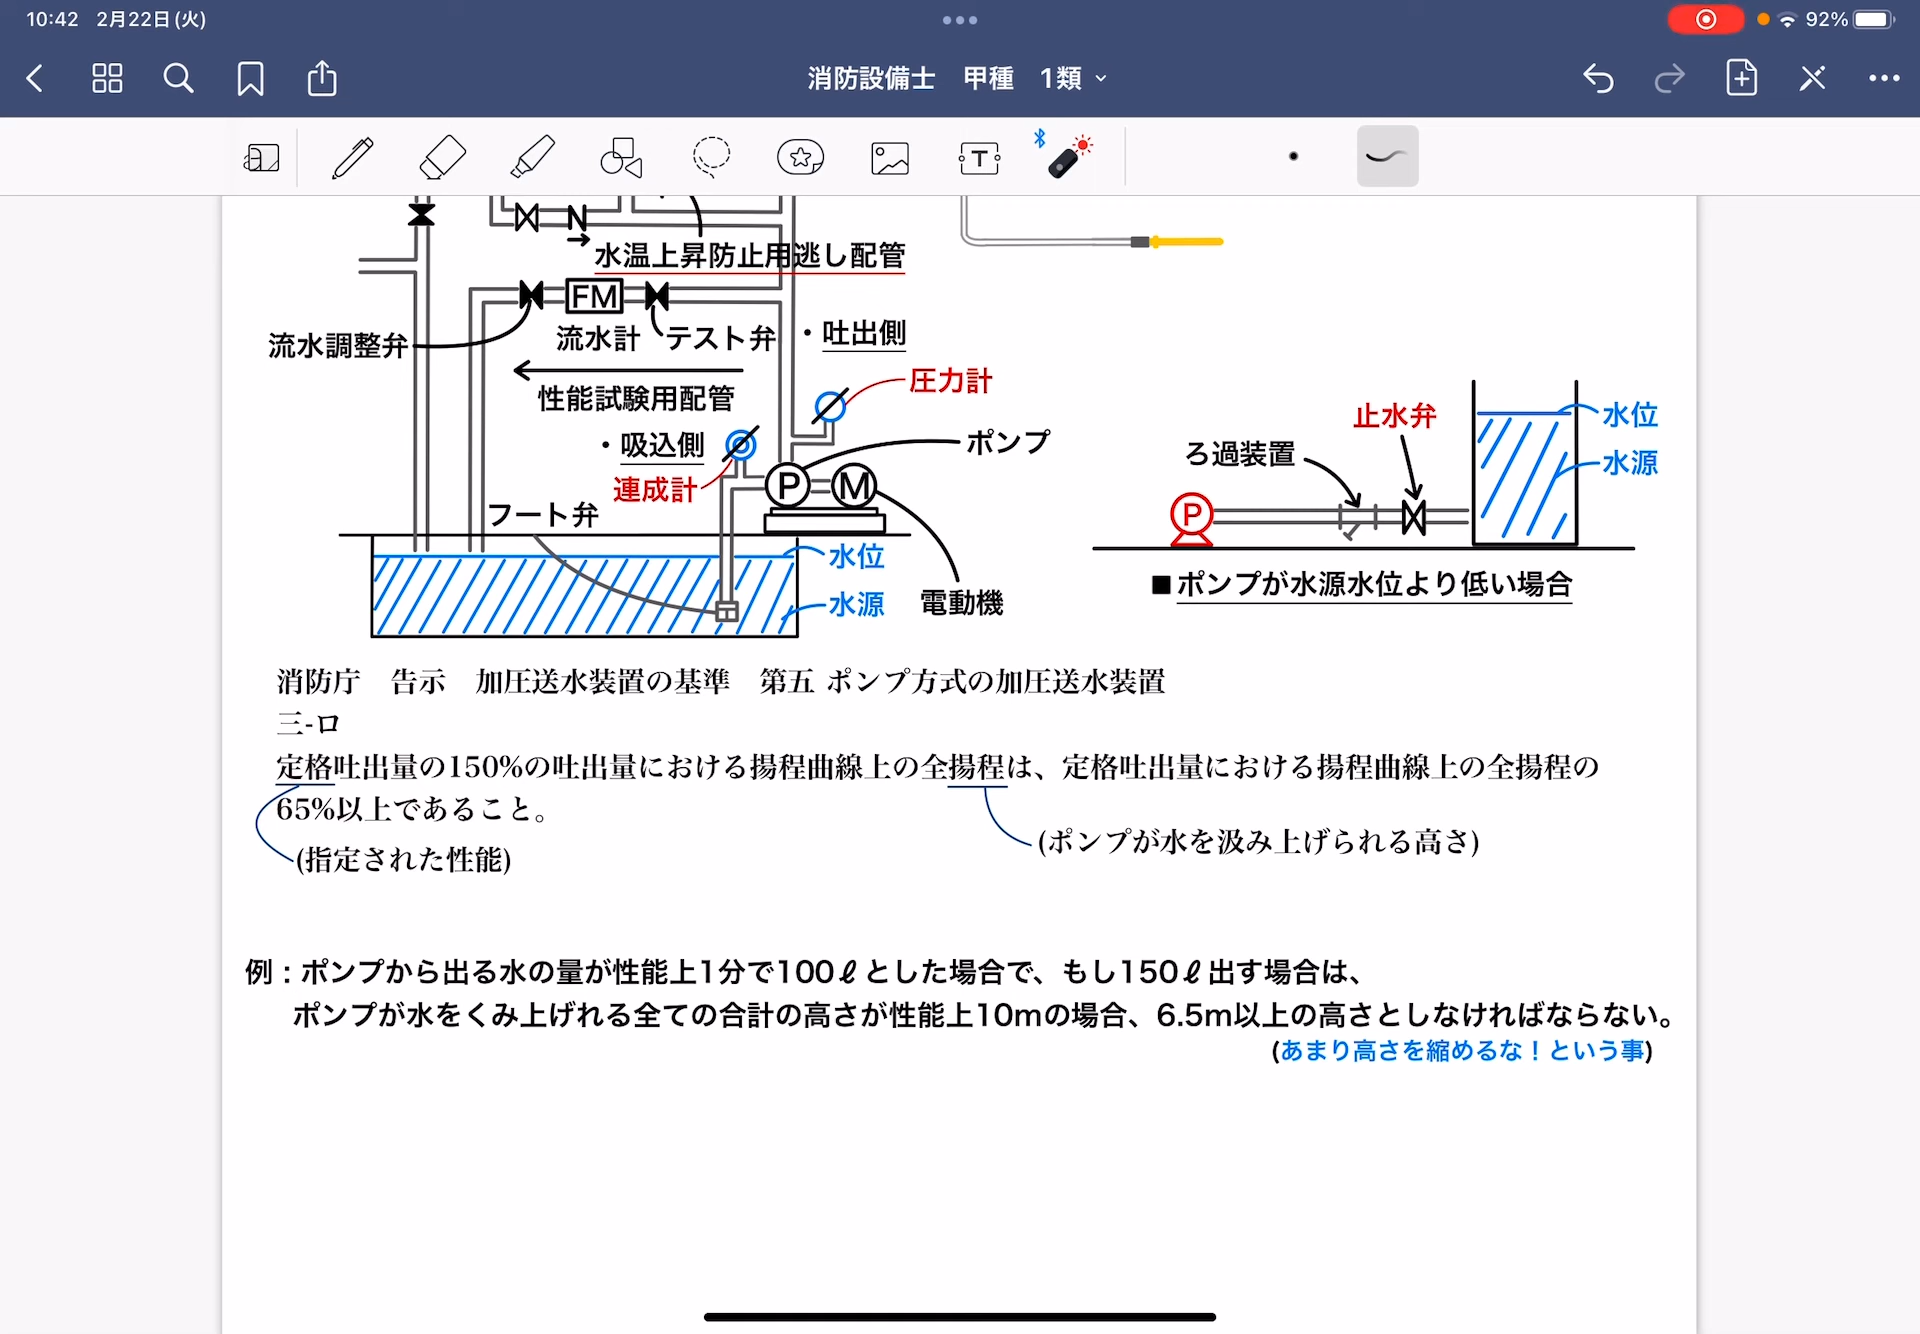 10:42 2月22日(火)
92%
消防設備士 甲種 1類
T
N
水温上昇防止用逃し配管
FM
流水調整弁
流水計
テスト弁
・吐出側
圧力計
性能試験用配管
・吸込側
連成計
ポンプ
P
M
フート弁
水位
水源
電動機
止水弁
ろ過装置
水位
水源
P
■ポンプが水源水位より低い場合
消防庁 告示 加圧送水装置の基準 第五 ポンプ方式の加圧送水装置
三-ロ
定格吐出量の150%の吐出量における揚程曲線上の全揚程は、定格吐出量における揚程曲線上の全揚程の
65%以上であること。
(ポンプが水を汲み上げられる高さ)
(指定された性能)
例：ポンプから出る水の量が性能上1分で100ℓとした場合で、もし150ℓ出す場合は、
ポンプが水をくみ上げれる全ての合計の高さが性能上10mの場合、6.5m以上の高さとしなければならない。
(あまり高さを縮めるな！という事)